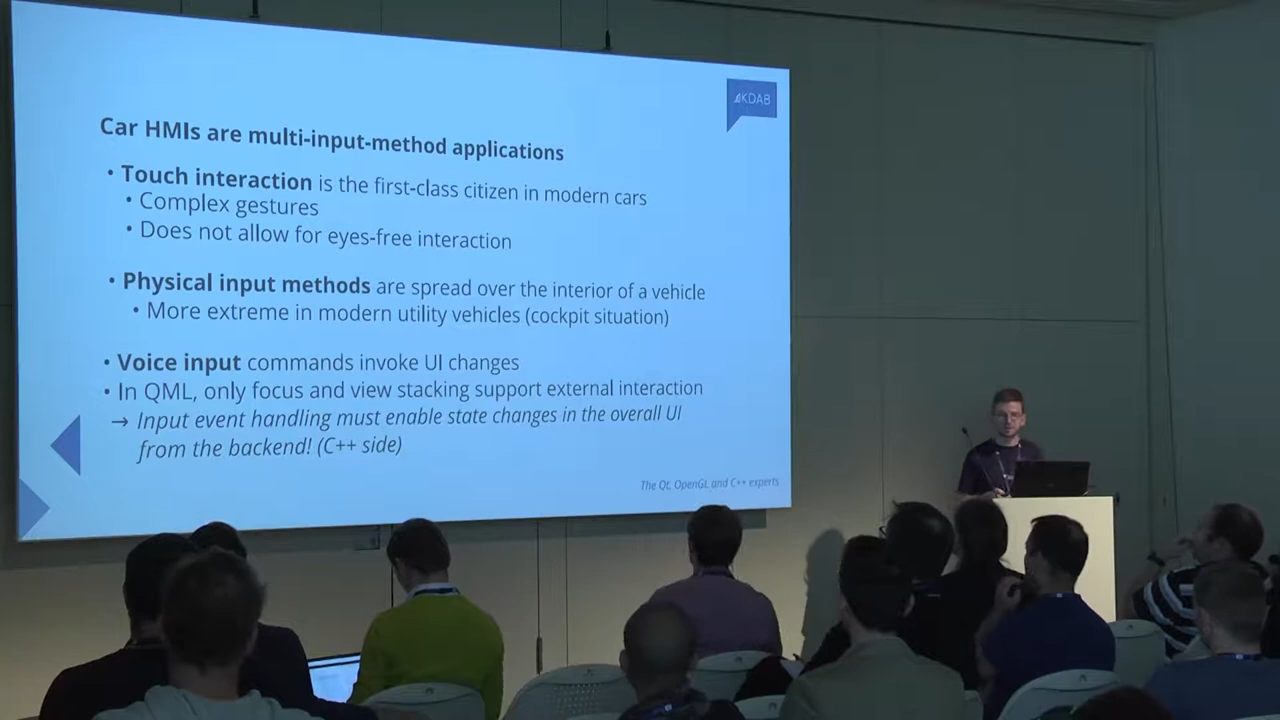 KDAB
Car HMIs are multi-input-method applications
• Touch interaction is the first-class citizen in modern cars
• Complex gestures
• Does not allow for eyes-free interaction
• Physical input methods are spread over the interior of a vehicle
• More extreme in modern utility vehicles (cockpit situation)
• Voice input commands invoke UI changes
• In QML, only focus and view stacking support external interaction
→ Input event handling must enable state changes in the overall UI
from the backend! (C++ side)
The Qt, OpenGL and C++ experts